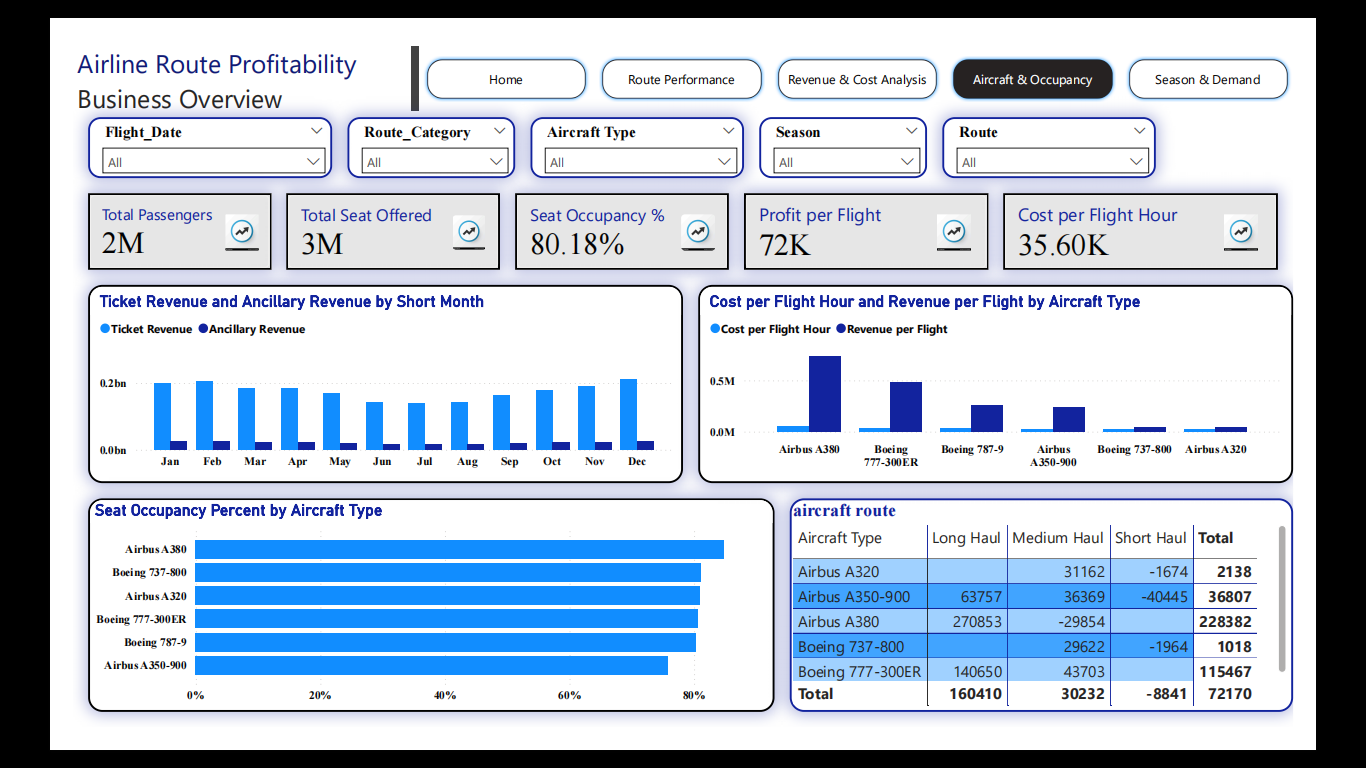 Airline Route Profitability
Business Overview
Home
Route Performance
Revenue & Cost Analysis
Aircraft & Occupancy
Season & Demand
Flight_Date
All
Route_Category
All
Aircraft Type
All
Season
All
Route
All
Total Passengers
2M
Total Seat Offered
3M
Seat Occupancy %
80.18%
Profit per Flight
72K
Cost per Flight Hour
35.60K
Ticket Revenue and Ancillary Revenue by Short Month
Ticket Revenue Ancillary Revenue
0.2bn
0.0bn
Jan Feb Mar Apr May Jun Jul Aug Sep Oct Nov Dec
Cost per Flight Hour and Revenue per Flight by Aircraft Type
Cost per Flight Hour Revenue per Flight
0.5M
0.0M
Airbus A380
Boeing
777-300ER
Boeing 787-9
Airbus
A350-900
Boeing 737-800
Airbus A320
Seat Occupancy Percent by Aircraft Type
Airbus A380
Boeing 737-800
Airbus A320
Boeing 777-300ER
Boeing 787-9
Airbus A350-900
0% 20% 40% 60% 80%
aircraft route
Aircraft Type Long Haul Medium Haul Short Haul Total
Airbus A320 31162 -1674 2138
Airbus A350-900 63757 36369 -40445 36807
Airbus A380 270853 -29854 228382
Boeing 737-800 29622 -1964 1018
Boeing 777-300ER 140650 43703 115467
Total 160410 30232 -8841 72170